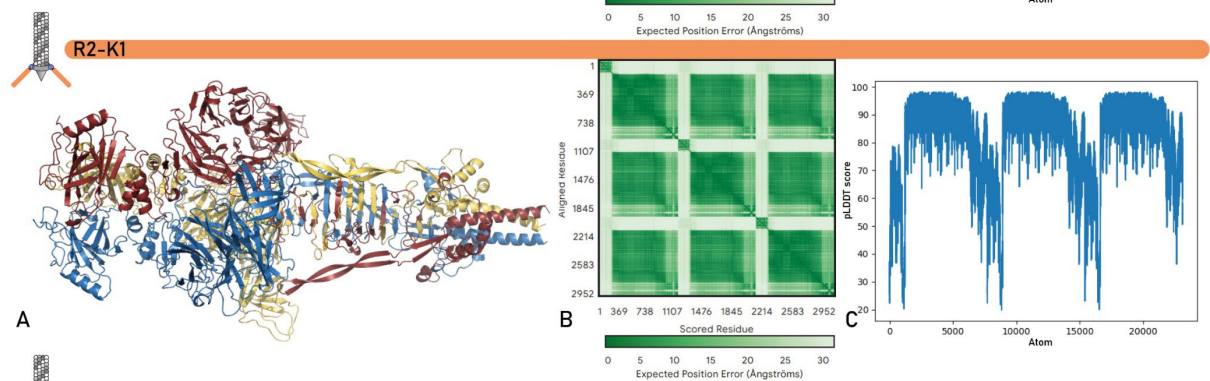 0 5 10 15 20 25 30
Expected Position Error (Ångströms)
Atom
R2-K1
1
369
738
1107
1476
1845
2214
2583
2952
Aligned Residue
1 369 738 1107 1476 1845 2214 2583 2952
Scored Residue
0 5 10 15 20 25 30
Expected Position Error (Ångströms)
100
90
80
70
60
50
40
30
20
pLDDT score
0 5000 10000 15000 20000
Atom
A
B
C